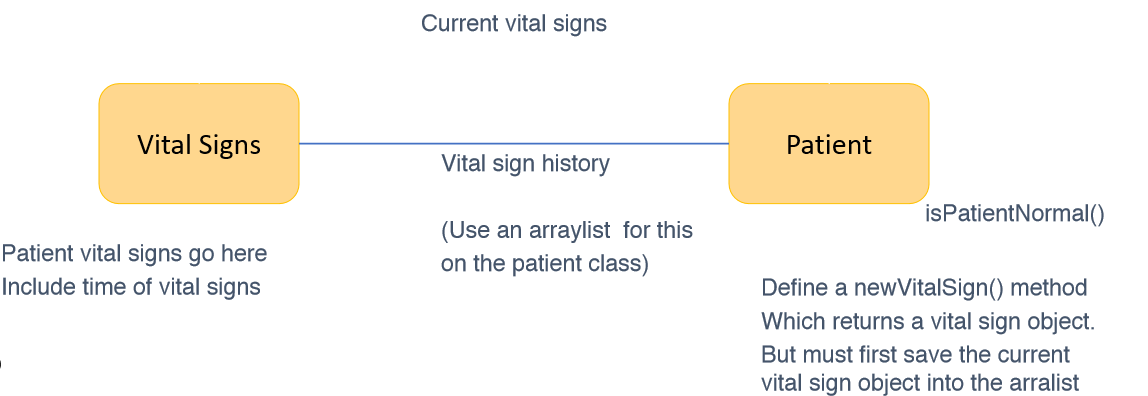 Current vital signs
Vital Signs
Patient
Vital sign history
isPatientNormal()
(Use an arraylist for this
on the patient class)
Patient vital signs go here
Include time of vital signs
Define a newVitalSign() method
Which returns a vital sign object.
But must first save the current
vital sign object into the arralist